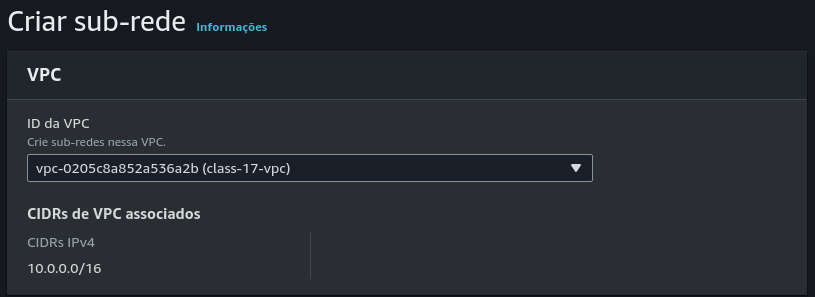 Criar sub-rede Informações
VPC
ID da VPC
Crie sub-redes nessa VPC.
vpc-0205c8a852a536a2b (class-17-vpc)
CIDRs de VPC associados
CIDRs IPv4
10.0.0.0/16